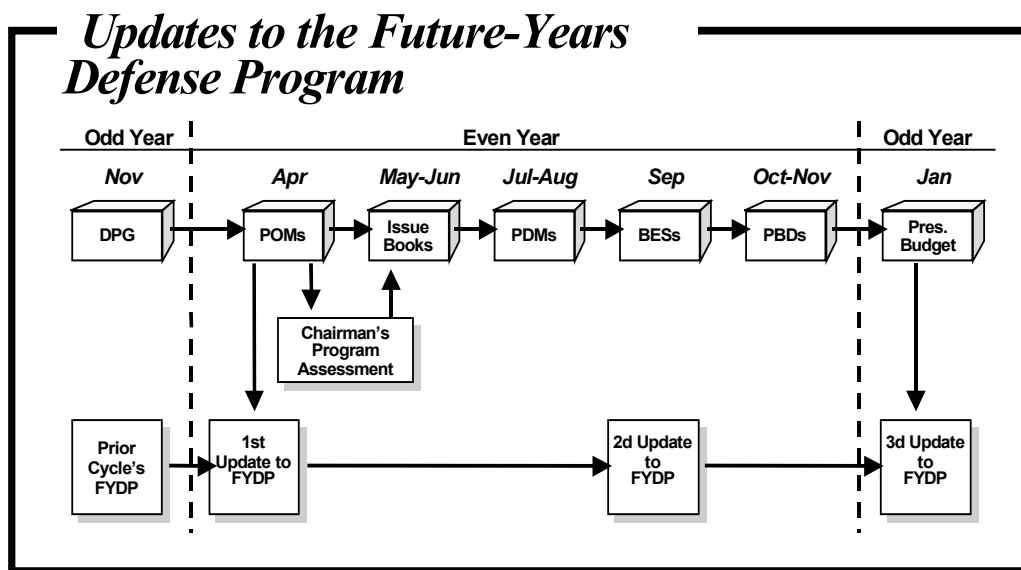 Updates to the Future-Years
Defense Program
Odd Year
Even Year
Odd Year
Nov
Apr
May-Jun
Jul-Aug
Sep
Oct-Nov
Jan
DPG
POMs
Issue
Books
PDMs
BESs
PBDs
Pres.
Budget
Chairman's
Program
Assessment
Prior
Cycle's
FYDP
1st
Update to
FYDP
2d Update
to
FYDP
3d Update
to
FYDP